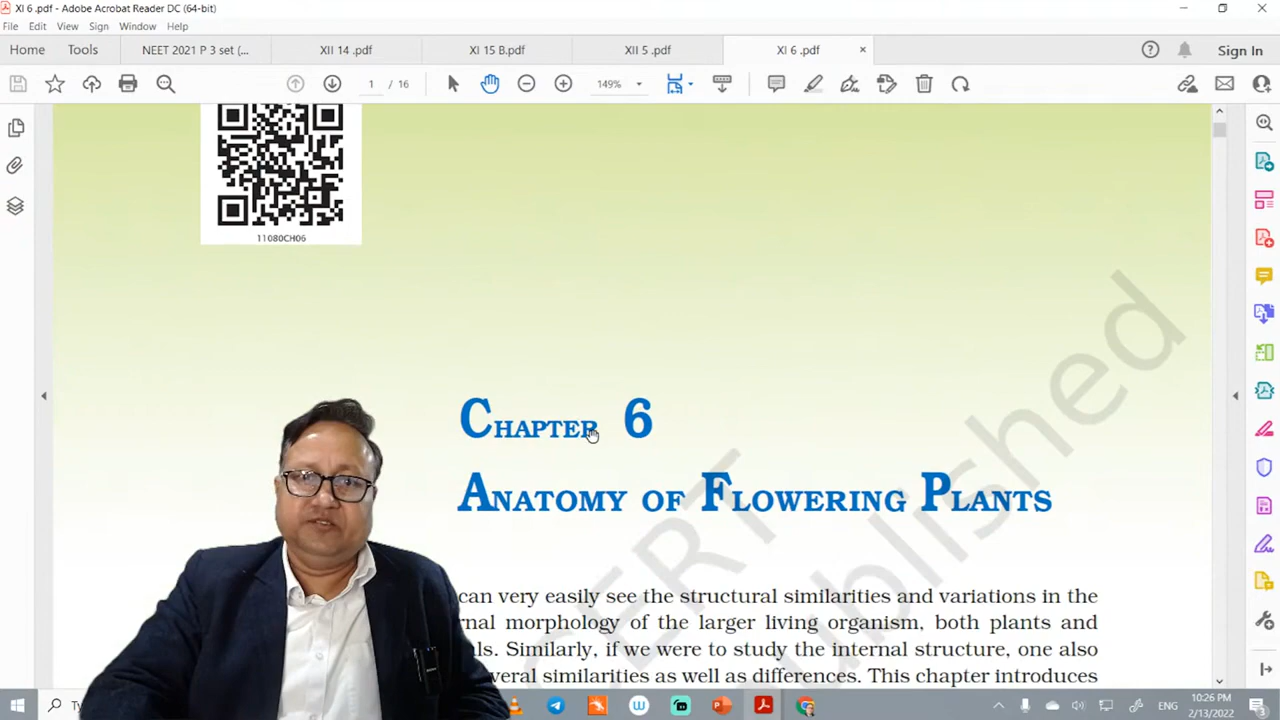 XI 6 .pdf - Adobe Acrobat Reader DC (64-bit)
File Edit View Sign Window Help
Home Tools NEET 2021 P 3 set (... XII 14 .pdf XI 15 B.pdf XII 5 .pdf XI 6 .pdf × Sign In
1 / 16 149%
11080CH06
CHAPTER 6
ANATOMY OF FLOWERING PLANTS
can very easily see the structural similarities and variations in the
morphology of the larger living organism, both plants and
Similarly, if we were to study the internal structure, one also
several similarities as well as differences. This chapter introduces
ENG 10:26 PM
2/13/2022